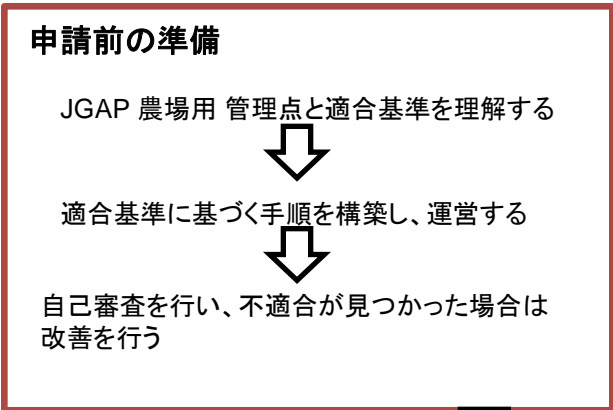 申請前の準備
JGAP 農場用 管理点と適合基準を理解する
適合基準に基づく手順を構築し、運営する
自己審査を行い、不適合が見つかった場合は
改善を行う